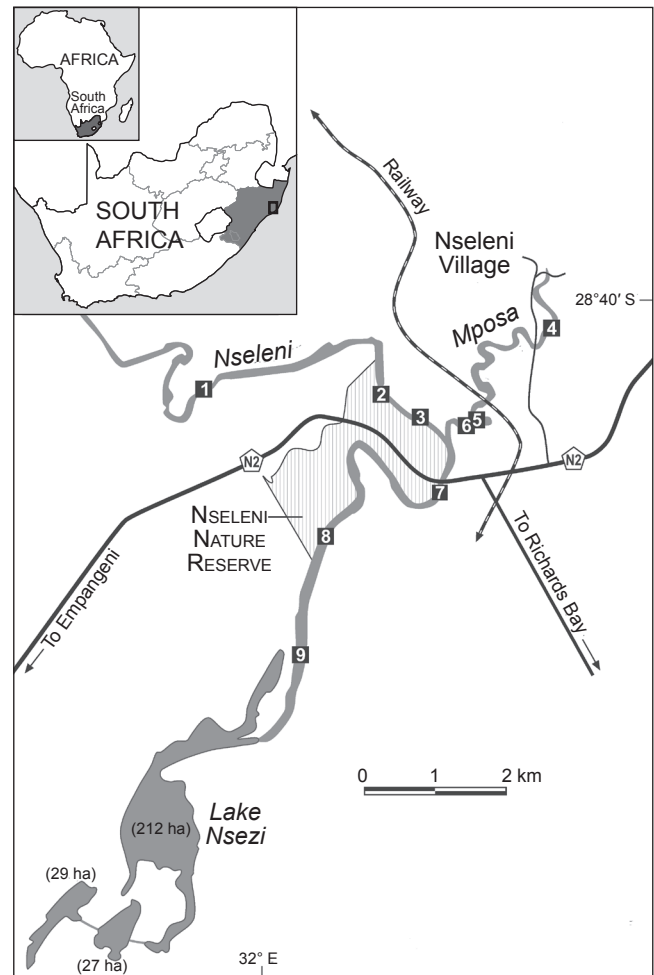 AFRICA
South
Africa
SOUTH
AFRICA
Railway
Nseleni
Village
28°40′ S
Mposa
4
Nseleni
1
2
3
6
5
N2
N2
7
NSELENI
NATURE
RESERVE
8
To Empangeni
To Richards Bay
9
0 1 2 km
Lake
Nsezi
(212 ha)
(29 ha)
(27 ha)
32° E